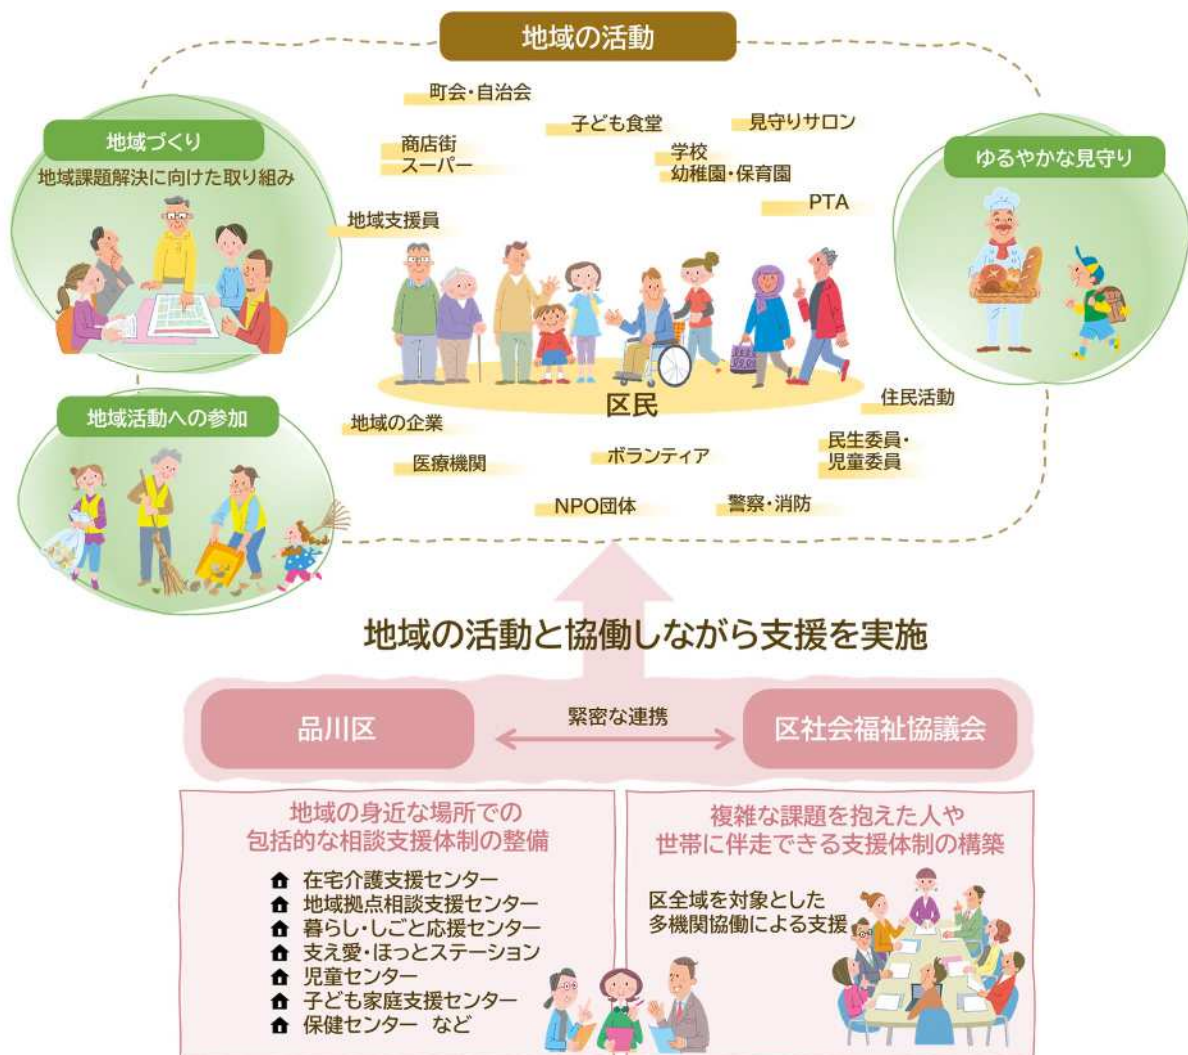 地域の活動
町会・自治会
子ども食堂
見守りサロン
地域づくり
地域課題解決に向けた取り組み
商店街
スーパー
学校
幼稚園・保育園
ゆるやかな見守り
PTA
地域支援員
区民
住民活動
地域活動への参加
地域の企業
民生委員・
児童委員
医療機関
ボランティア
NPO団体
警察・消防
地域の活動と協働しながら支援を実施
品川区
緊密な連携
区社会福祉協議会
地域の身近な場所での
包括的な相談支援体制の整備
在宅介護支援センター
地域拠点相談支援センター
暮らし・しごと応援センター
支え愛・ほっとステーション
児童センター
子ども家庭支援センター
保健センター など
複雑な課題を抱えた人や
世帯に伴走できる支援体制の構築
区全域を対象とした
多機関協働による支援